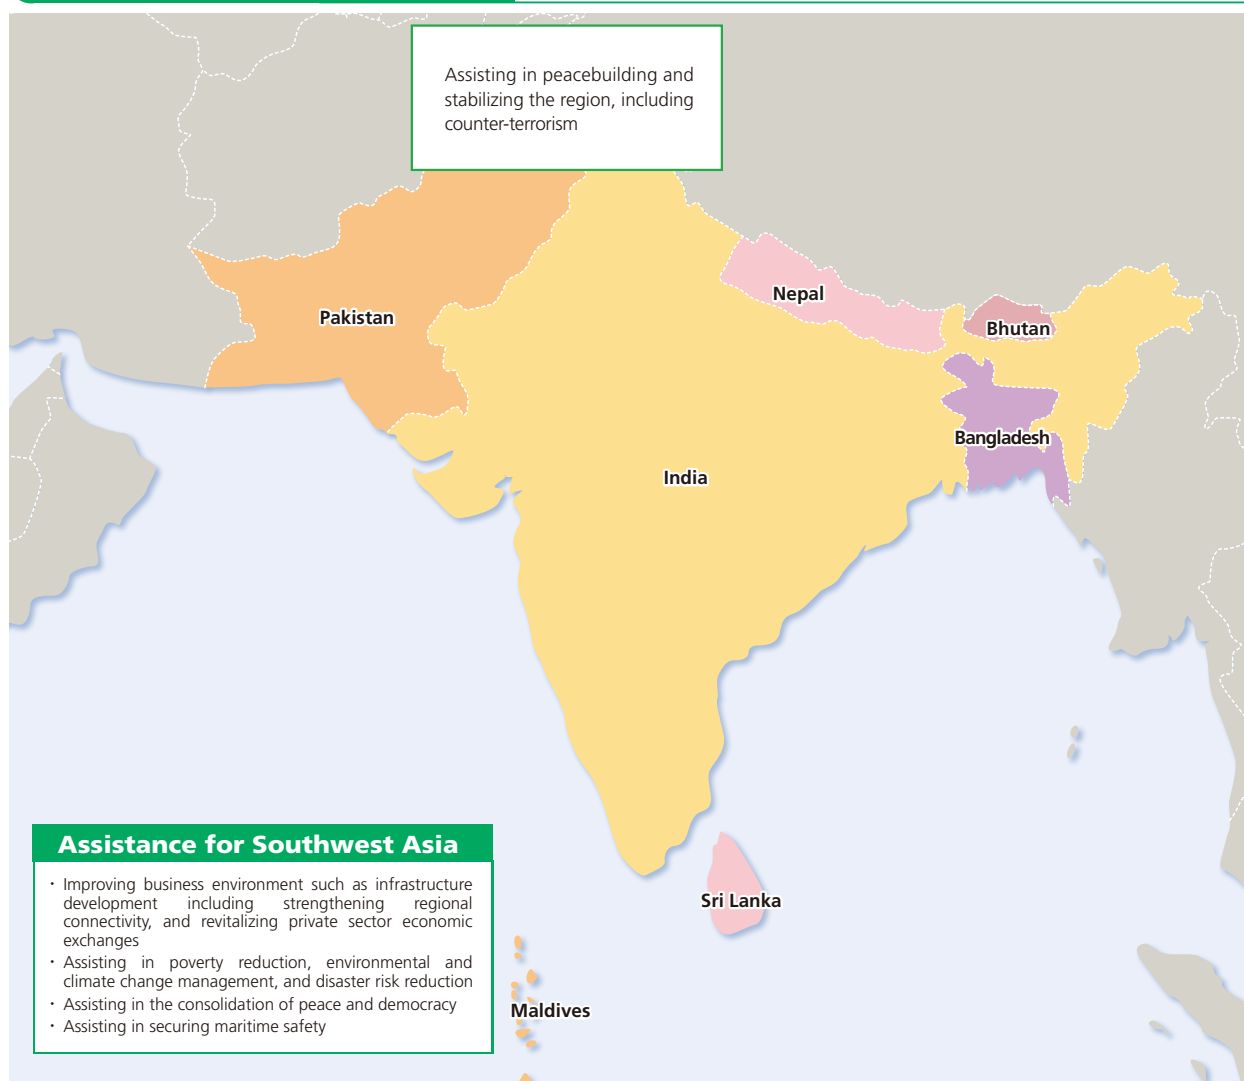 Assisting in peacebuilding and
stabilizing the region, including
counter-terrorism
Pakistan
Nepal
Bhutan
Bangladesh
India
Sri Lanka
Maldives
Assistance for Southwest Asia
・Improving business environment such as infrastructure
development including strengthening regional
connectivity, and revitalizing private sector economic
exchanges
・Assisting in poverty reduction, environmental and
climate change management, and disaster risk reduction
・Assisting in the consolidation of peace and democracy
・Assisting in securing maritime safety